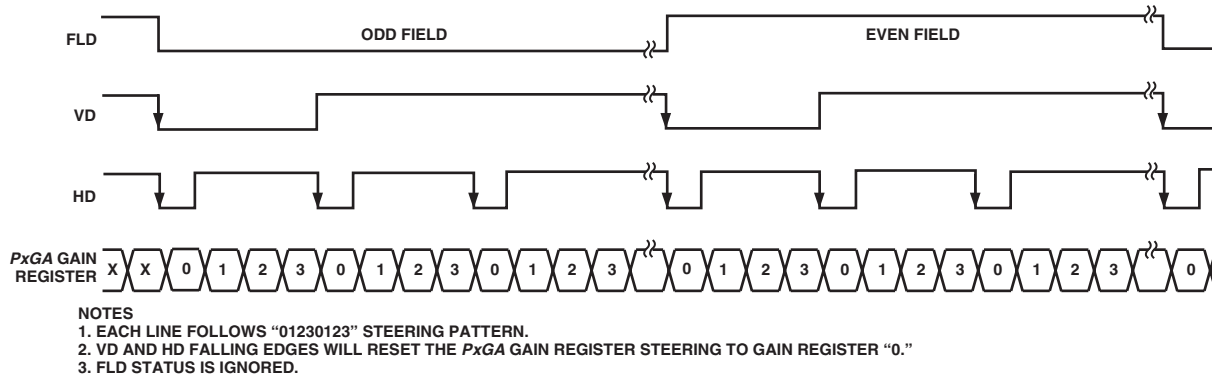 FLD ODD FIELD EVEN FIELD
VD
HD
PxGA GAIN
REGISTER X X 0 1 2 3 0 1 2 3 0 1 2 3 0 1 2 3 0 1 2 3 0 1 2 3 0
NOTES
1. EACH LINE FOLLOWS “01230123” STEERING PATTERN.
2. VD AND HD FALLING EDGES WILL RESET THE PxGA GAIN REGISTER STEERING TO GAIN REGISTER “0.”
3. FLD STATUS IS IGNORED.